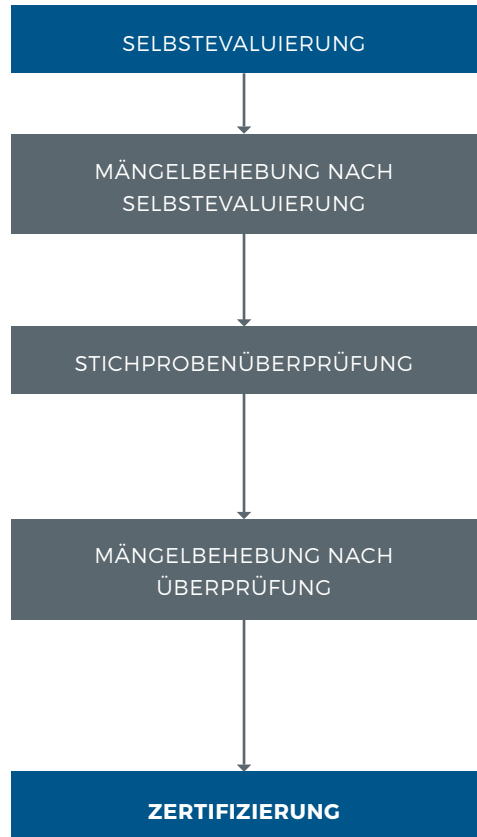 SELBSTEVALUIERUNG
MÄNGELBEHEBUNG NACH
SELBSTEVALUIERUNG
STICHPROBENÜBERPRÜFUNG
MÄNGELBEHEBUNG NACH
ÜBERPRÜFUNG
ZERTIFIZIERUNG